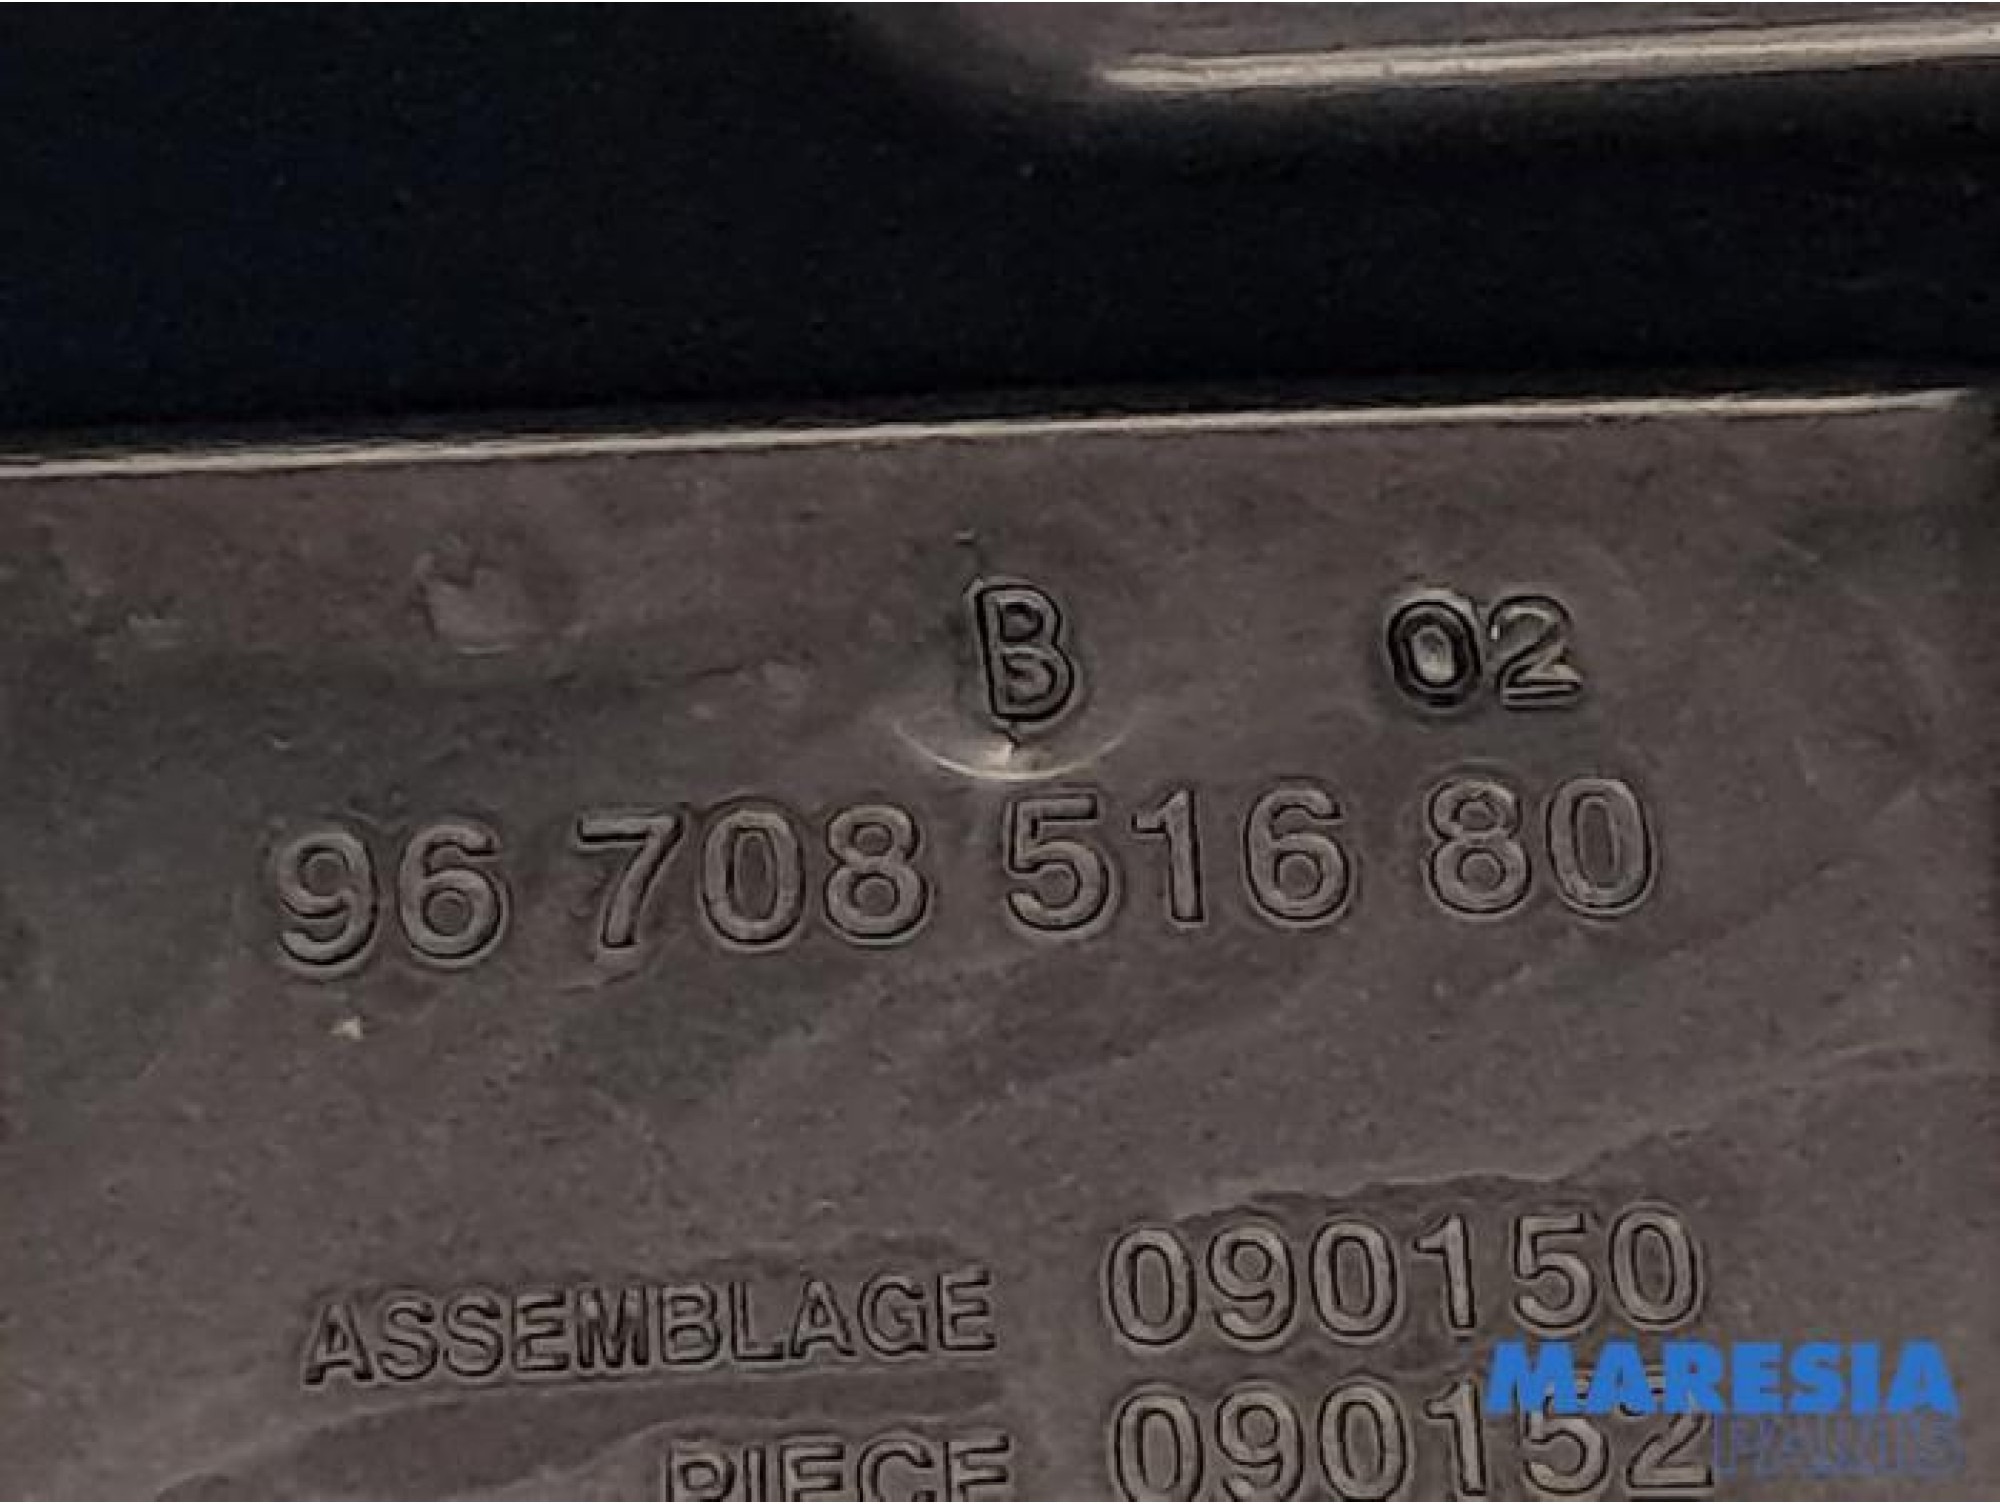 B 02
96 708 516 80
ASSEMBLAGE 090150
PIECE 090152
MARESIA
PARTS